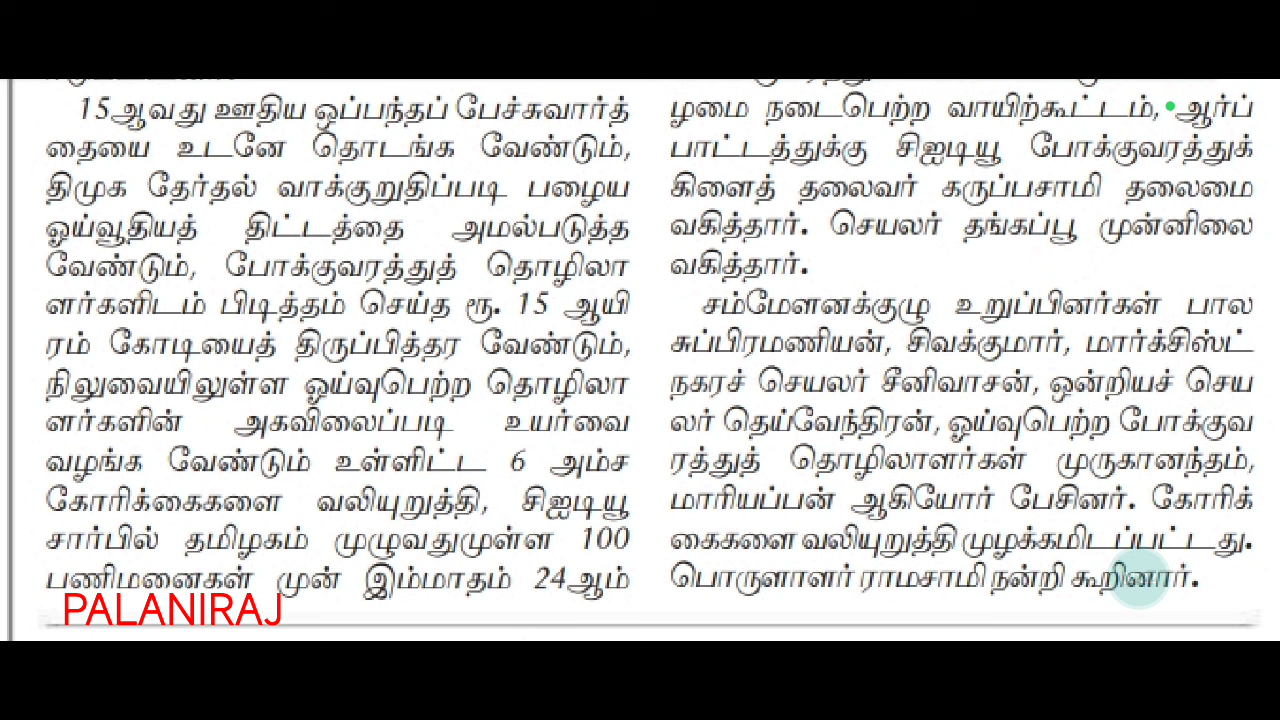 15ஆவது ஊதிய ஒப்பந்தப் பேச்சுவார்த்
தையை உடனே தொடங்க வேண்டும்,
திமுக தேர்தல் வாக்குறுதிப்படி பழைய
ஓய்வூதியத் திட்டத்தை அமல்படுத்த
வேண்டும், போக்குவரத்துத் தொழிலா
ளர்களிடம் பிடித்தம் செய்த ரூ. 15 ஆயி
ரம் கோடியைத் திருப்பித்தர வேண்டும்,
நிலுவையிலுள்ள ஓய்வுபெற்ற தொழிலா
ளர்களின் அகவிலைப்படி உயர்வை
வழங்க வேண்டும் உள்ளிட்ட 6 அம்ச
கோரிக்கைகளை வலியுறுத்தி, சிஐடியூ
சார்பில் தமிழகம் முழுவதுமுள்ள 100
பணிமனைகள் முன் இம்மாதம் 24ஆம்
PALANIRAJ
ழமை நடைபெற்ற வாயிற்கூட்டம், ஆர்ப்
பாட்டத்துக்கு சிஐடியூ போக்குவரத்துக்
கிளைத் தலைவர் கருப்பசாமி தலைமை
வகித்தார். செயலர் தங்கப்பூ முன்னிலை
வகித்தார்.
சம்மேளனக்குழு உறுப்பினர்கள் பால
சுப்பிரமணியன், சிவக்குமார், மார்க்சிஸ்ட்
நகரச் செயலர் சீனிவாசன், ஒன்றியச் செய
லர் தெய்வேந்திரன், ஓய்வுபெற்ற போக்குவ
ரத்துத் தொழிலாளர்கள் முருகானந்தம்,
மாரியப்பன் ஆகியோர் பேசினர். கோரிக்
கைகளை வலியுறுத்தி முழக்கமிடப்பட்டது.
பொருளாளர் ராமசாமி நன்றி கூறினார்.